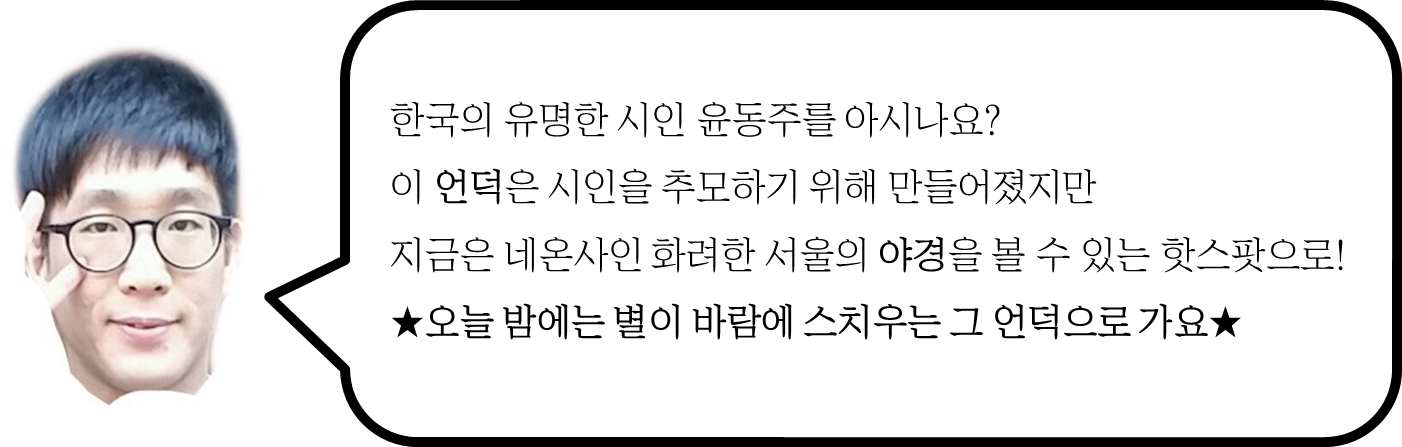 한국의 유명한 시인 윤동주를 아시나요?
이 언덕은 시인을 추모하기 위해 만들어졌지만
지금은 네온사인 화려한 서울의 야경을 볼 수 있는 핫스팟으로!
★오늘 밤에는 별이 바람에 스치우는 그 언덕으로 가요★